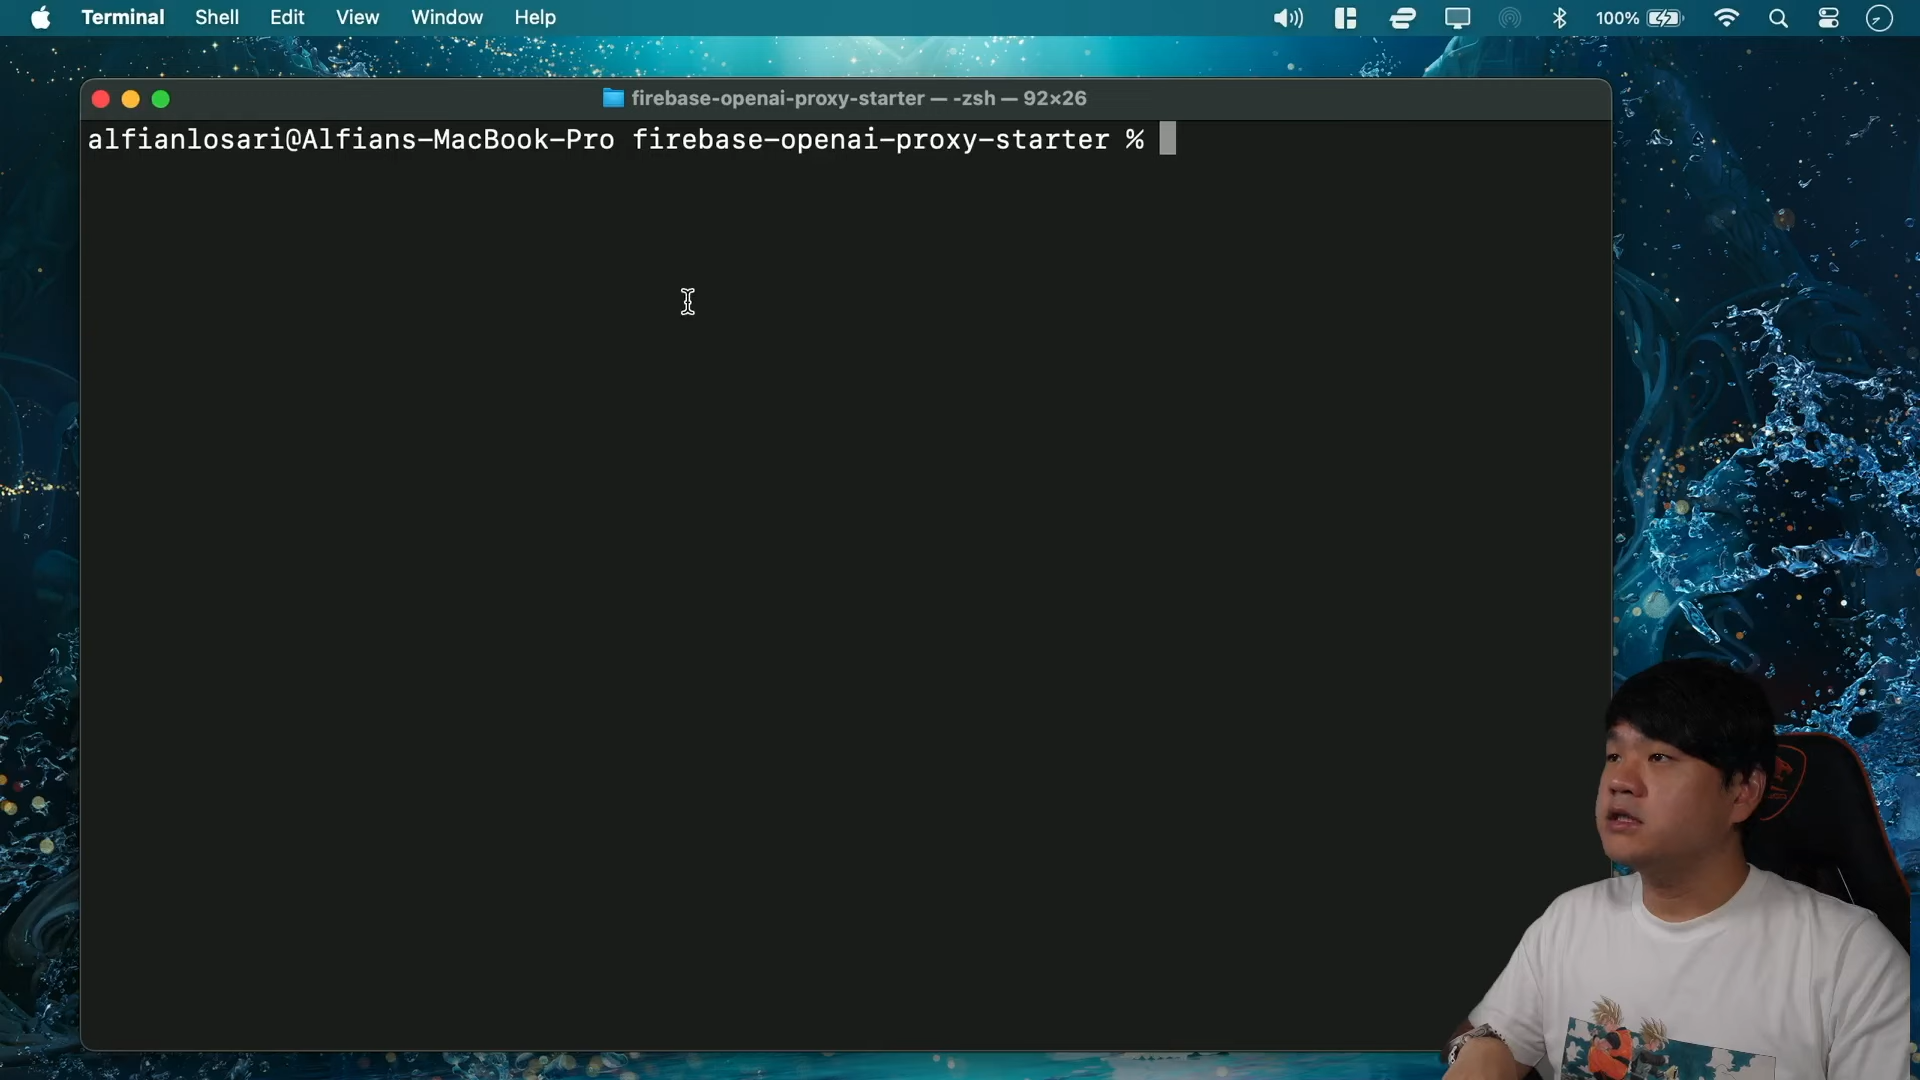 Terminal Shell Edit View Window Help 100%
firebase-openai-proxy-starter — -zsh — 92×26
alfianlosari@Alfians-MacBook-Pro firebase-openai-proxy-starter %